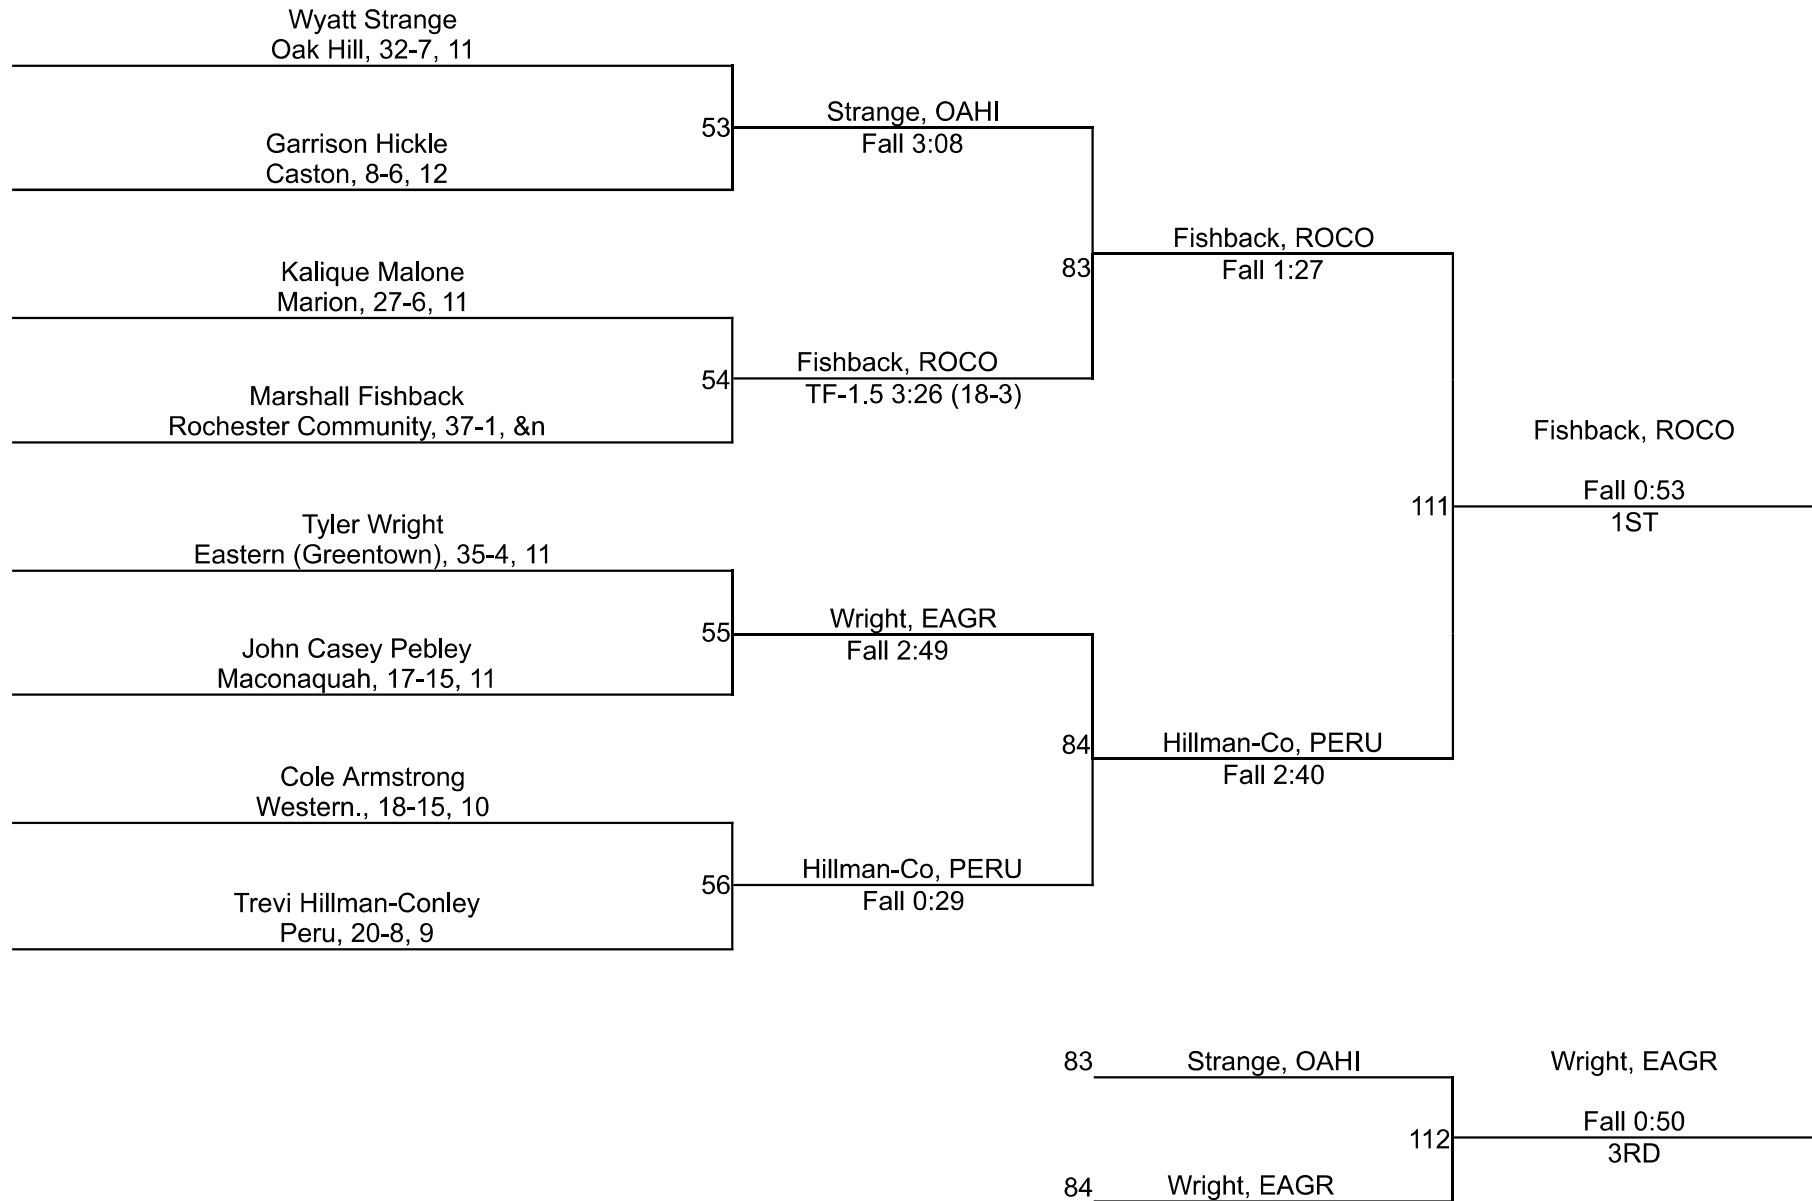 Wyatt Strange
Oak Hill, 32-7, 11
53
Strange, OAHI
Fall 3:08
Garrison Hickle
Caston, 8-6, 12
83
Fishback, ROCO
Fall 1:27
Kalique Malone
Marion, 27-6, 11
54
Fishback, ROCO
TF-1.5 3:26 (18-3)
Marshall Fishback
Rochester Community, 37-1, &n
111
Fishback, ROCO
Fall 0:53
1ST
Tyler Wright
Eastern (Greentown), 35-4, 11
55
Wright, EAGR
Fall 2:49
John Casey Pebley
Maconaquah, 17-15, 11
84
Hillman-Co, PERU
Fall 2:40
Cole Armstrong
Western., 18-15, 10
56
Hillman-Co, PERU
Fall 0:29
Trevi Hillman-Conley
Peru, 20-8, 9
83
Strange, OAHI
Wright, EAGR
112
Fall 0:50
3RD
84
Wright, EAGR